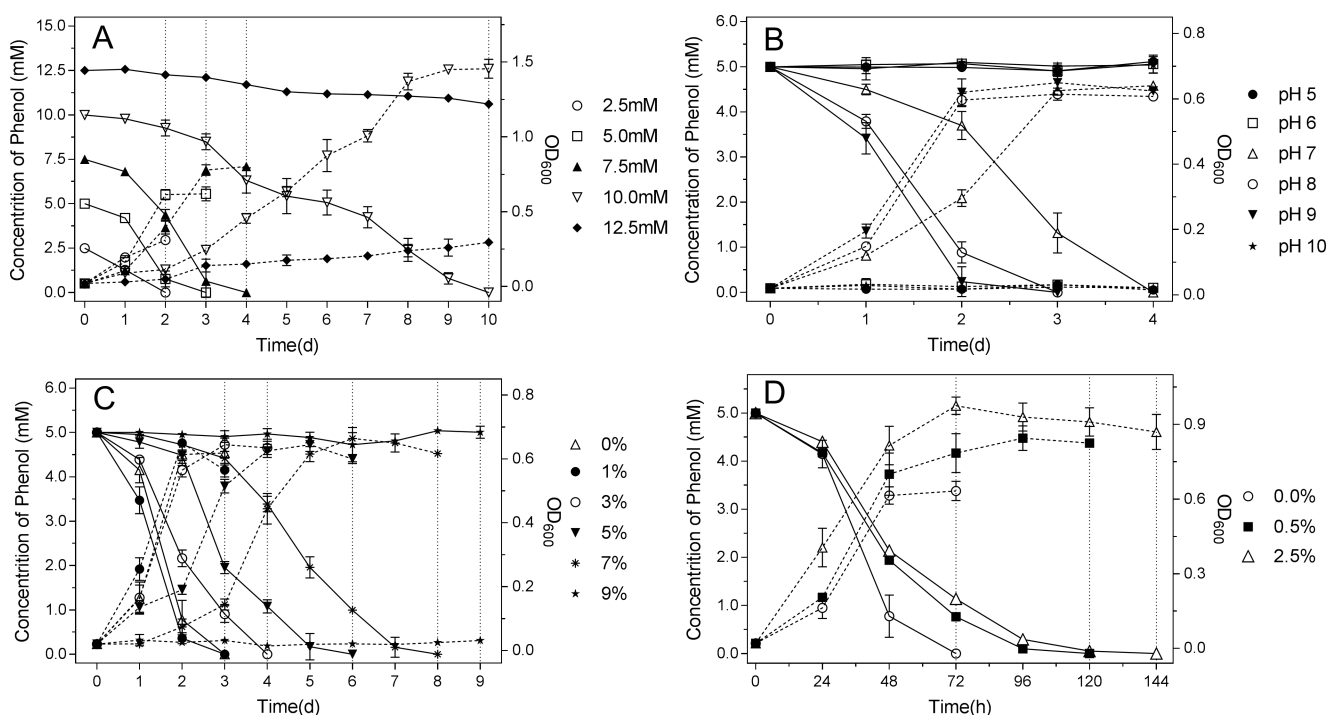 A
Concentrition of Phenol (mM)
15.0
12.5
10.0
7.5
5.0
2.5
0.0
0 1 2 3 4 5 6 7 8 9 10
Time(d)
1.5
1.0
0.5
0.0
OD600
2.5mM
5.0mM
7.5mM
10.0mM
12.5mM
B
Concentration of Phenol (mM)
6.0
5.0
4.0
3.0
2.0
1.0
0.0
0 1 2 3 4
Time(d)
0.8
0.6
0.4
0.2
0.0
OD600
pH 5
pH 6
pH 7
pH 8
pH 9
pH 10
C
Concentrition of Phenol (mM)
6.0
5.0
4.0
3.0
2.0
1.0
0.0
0 1 2 3 4 5 6 7 8 9
Time(d)
0.8
0.6
0.4
0.2
0.0
OD600
0%
1%
3%
5%
7%
9%
D
Concentrition of Phenol (mM)
5.0
4.0
3.0
2.0
1.0
0.0
0 24 48 72 96 120 144
Time(h)
0.9
0.6
0.3
0.0
OD600
0.0%
0.5%
2.5%